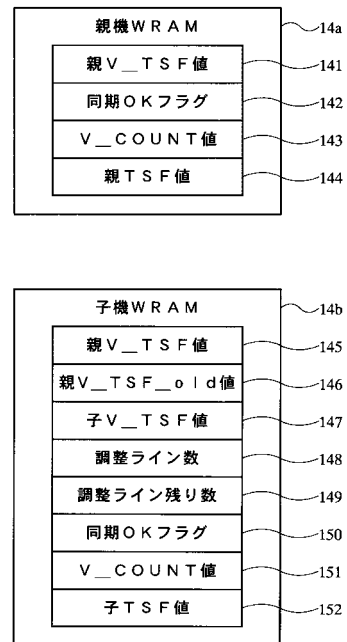 親機WRAM 14a
親V_TSF値 141
同期OKフラグ 142
V_COUNT値 143
親TSF値 144
子機WRAM 14b
親V_TSF値 145
親V_TSF_old値 146
子V_TSF値 147
調整ライン数 148
調整ライン残り数 149
同期OKフラグ 150
V_COUNT値 151
子TSF値 152